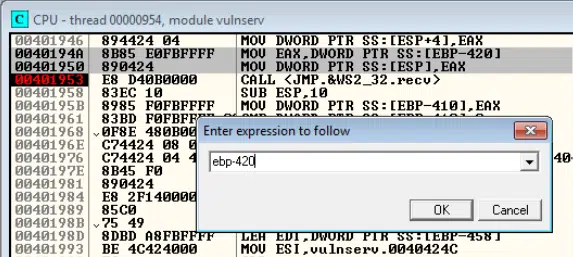 C CPU - thread 00000954, module vulnserv
00401946 894424 04 MOV DWORD PTR SS:[ESP+4],EAX
0040194A 8B85 E0FBFFFF MOV EAX,DWORD PTR SS:[EBP-420]
00401950 890424 MOV DWORD PTR SS:[ESP],EAX
00401953 E8 D40B0000 CALL <JMP.&WS2_32.recv>
00401958 83EC 10 SUB ESP,10
0040195B 8985 F0FBFFFF MOV DWORD PTR SS:[EBP-410],EAX
00401961 83BD F0FBFF
00401968 0F8E 480B00
0040196E C74424 08 0
00401976 C74424 04 4
0040197E 8B45 F0
00401981 890424
00401984 E8 2F140000
00401989 85C0
0040198B 75 49
0040198D 8DBD A8FBFFFF LEA EDI,DWORD PTR SS:[EBP-458]
00401993 BE 4C424000 MOV ESI,vulnserv.0040424C
Enter expression to follow
ebp-420
OK Cancel